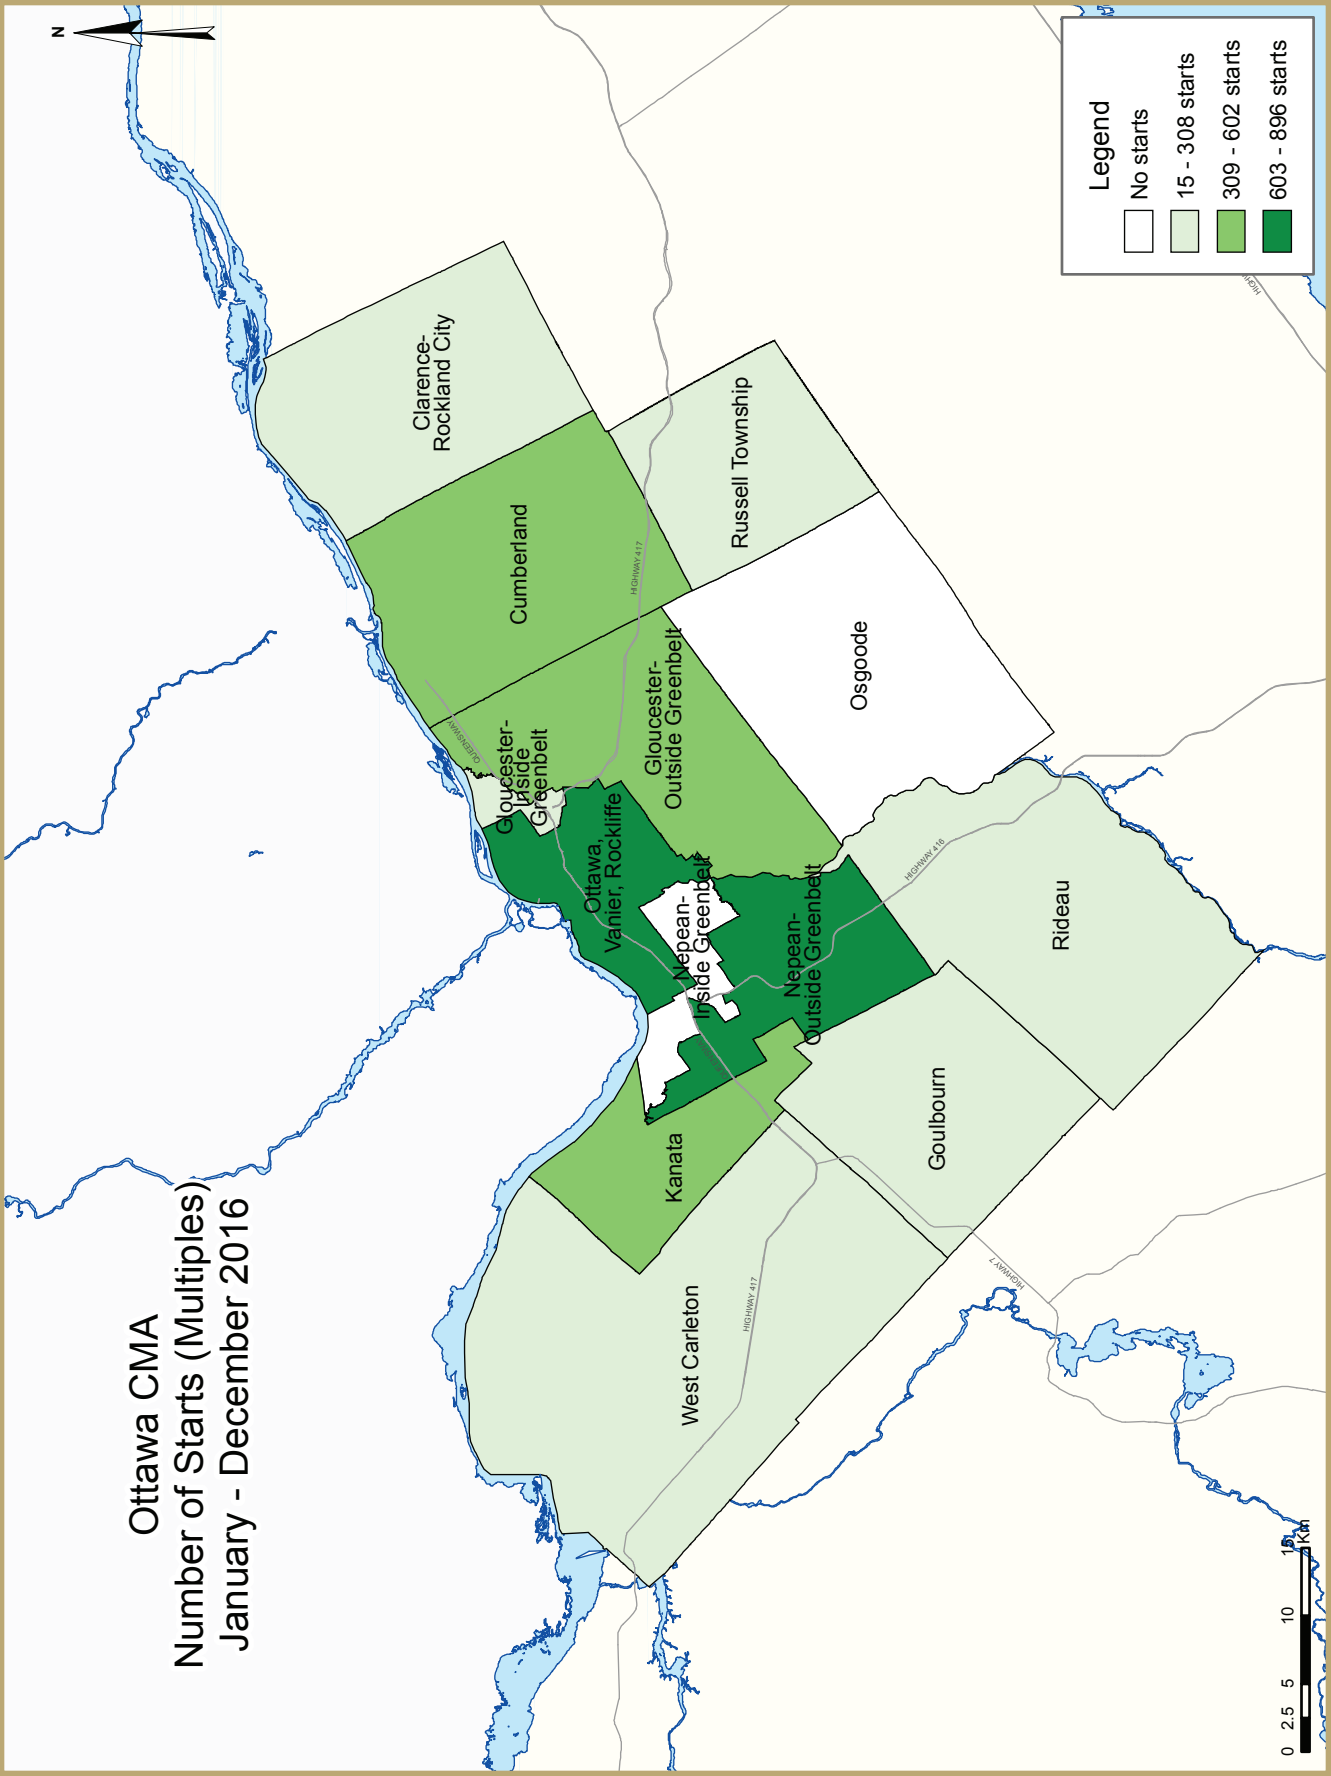 Ottawa CMA
Number of Starts (Multiples)
January - December 2016
N
Clarence-
Rockland City
Cumberland
Russell Township
HIGHWAY 417
QUEENSWAY
Gloucester-
Inside
Greenbelt
Gloucester-
Outside Greenbelt
Osgoode
Ottawa,
Vanier, Rockliffe
Nepean-
Inside Greenbelt
Nepean-
Outside Greenbelt
HIGHWAY 416
Rideau
Kanata
Goulbourn
West Carleton
HIGHWAY 417
HIGHWAY 7
Legend
No starts
15 - 308 starts
309 - 602 starts
603 - 896 starts
0 2.5 5 10 15
Km